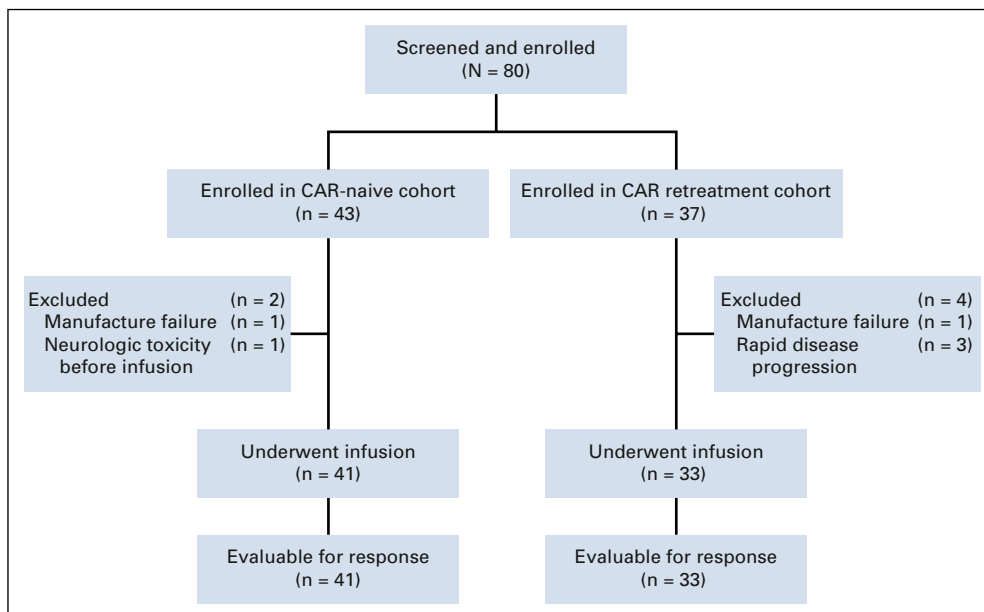 Screened and enrolled
(N = 80)
Enrolled in CAR-naive cohort
(n = 43)
Enrolled in CAR retreatment cohort
(n = 37)
Excluded (n = 2)
Manufacture failure (n = 1)
Neurologic toxicity (n = 1)
before infusion
Excluded (n = 4)
Manufacture failure (n = 1)
Rapid disease (n = 3)
progression
Underwent infusion
(n = 41)
Underwent infusion
(n = 33)
Evaluable for response
(n = 41)
Evaluable for response
(n = 33)